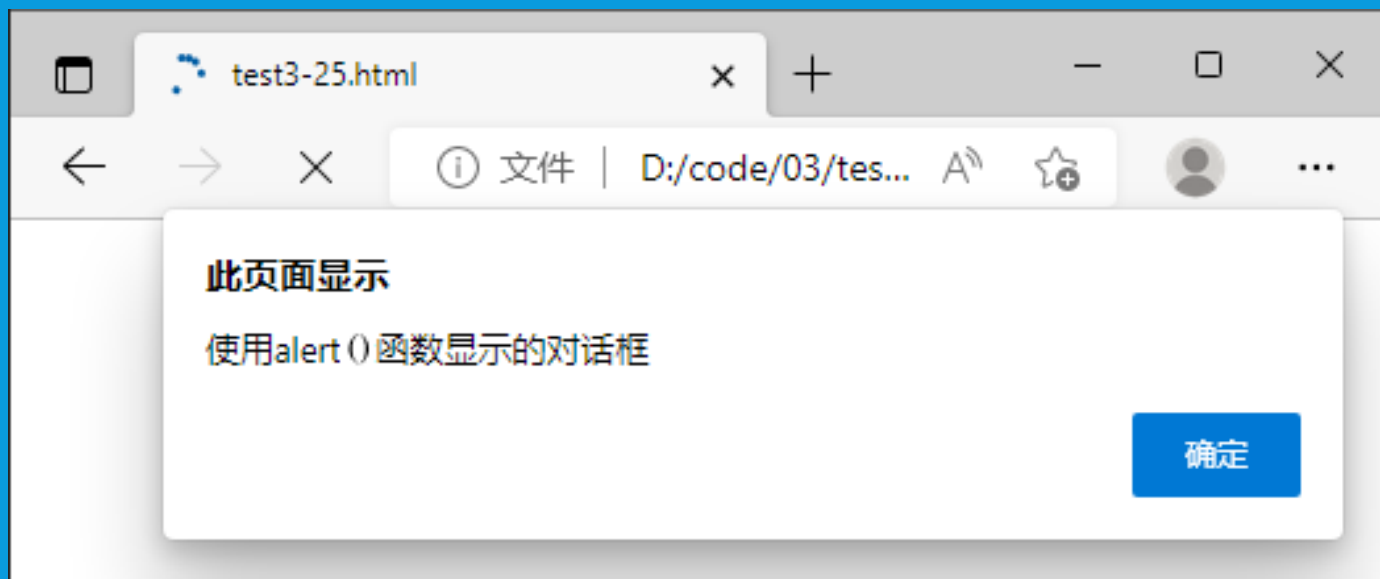 test3-25.html
文件 D:/code/03/tes...
此页面显示
使用alert()函数显示的对话框
确定